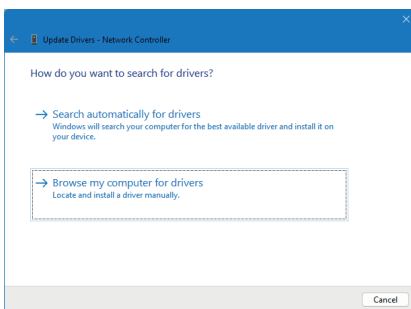 Update Drivers - Network Controller
How do you want to search for drivers?
Search automatically for drivers
Windows will search your computer for the best available driver and install it on
your device.
Browse my computer for drivers
Locate and install a driver manually.
Cancel